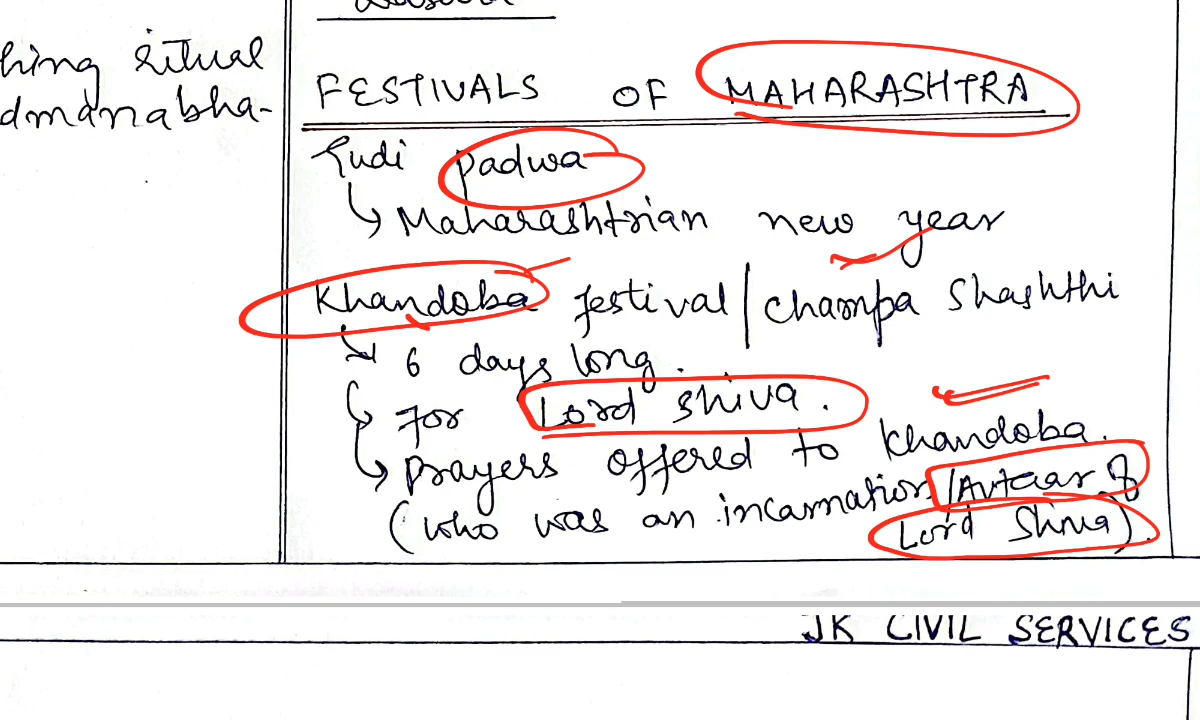 hing ritual
dmanabha-
FESTIVALS OF MAHARASHTRA
Gudi padwa
↳ Maharashtrian new year
Khandoba festival/champa Shashthi
↳ 6 days long.
↳ For Lord Shiva.
↳ prayers offered to Khandoba.
(who was an incarnation/Avtaar of
Lord Shiva).
JK CIVIL SERVICES